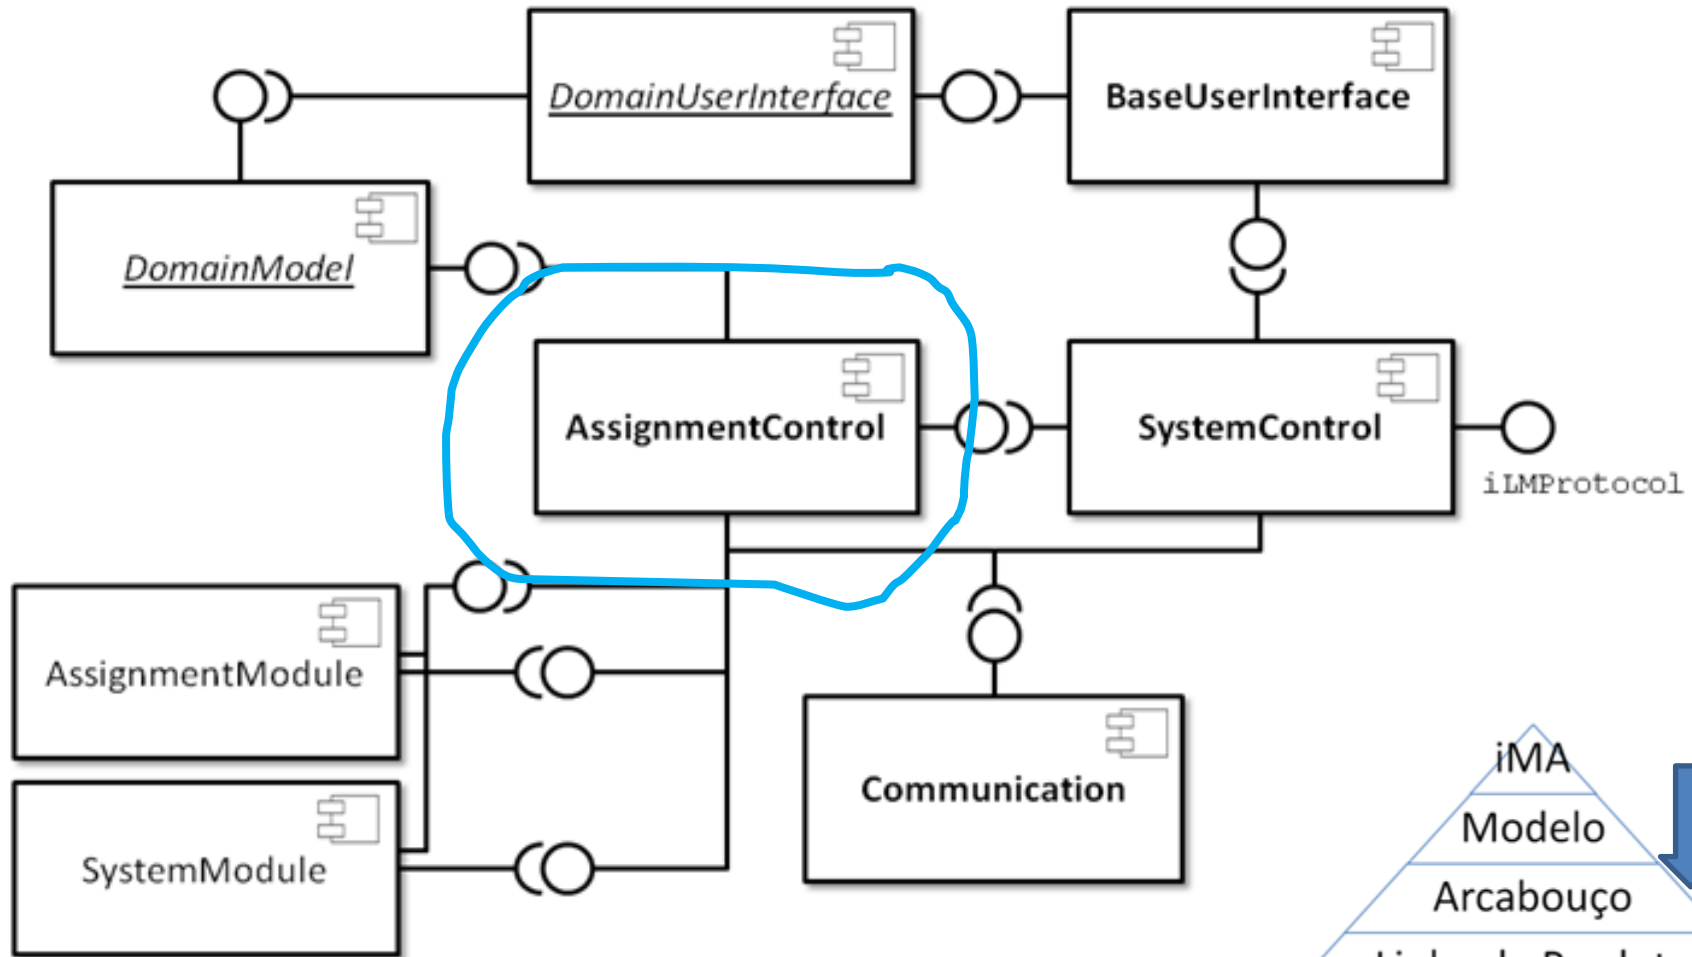 DomainUserInterface
BaseUserInterface
DomainModel
AssignmentControl
SystemControl
iLMProtocol
AssignmentModule
SystemModule
Communication
iMA
Modelo
Arcabouço